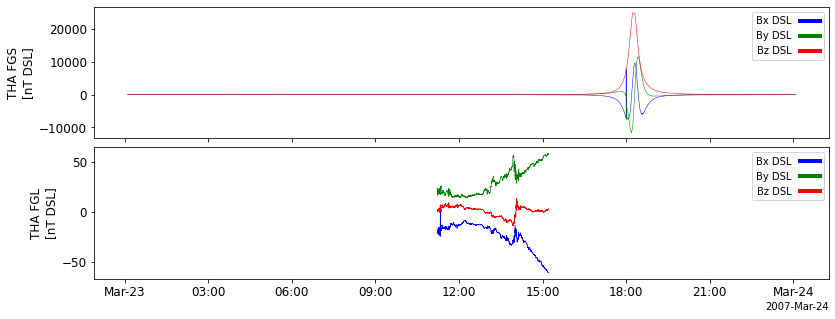 THA FGS
[nT DSL]
20000
10000
0
−10000
Bx DSL
By DSL
Bz DSL
THA FGL
[nT DSL]
50
0
−50
Bx DSL
By DSL
Bz DSL
Mar-23 03:00 06:00 09:00 12:00 15:00 18:00 21:00 Mar-24
2007-Mar-24